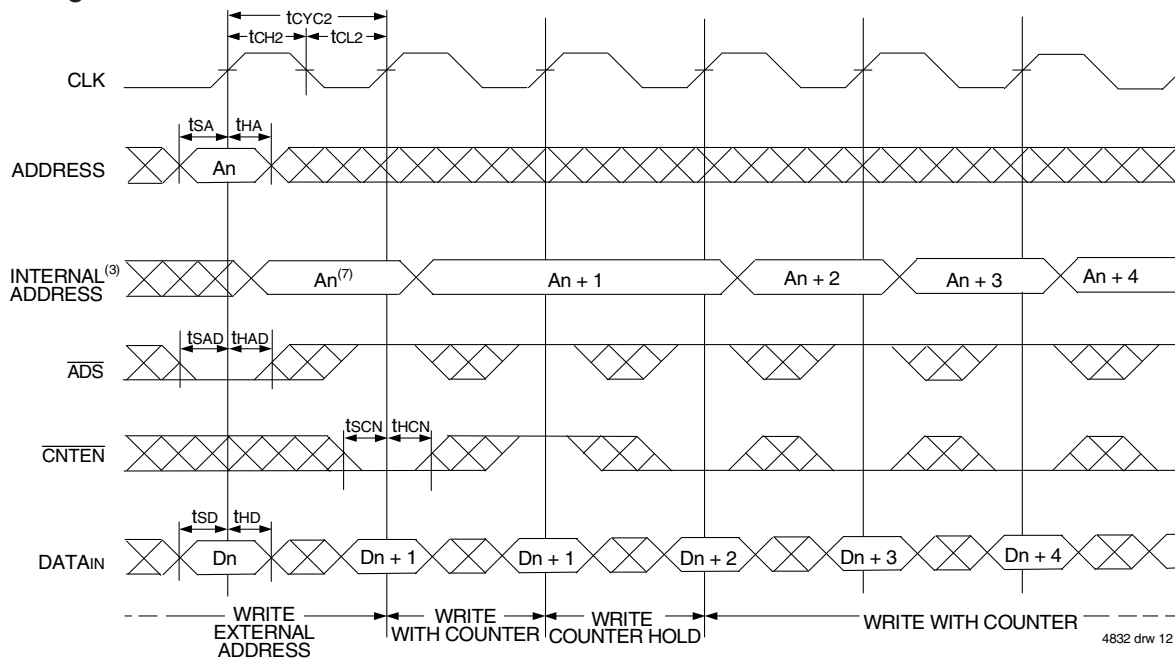 tCYC2
tCH2 tCL2
CLK
tSA tHA
ADDRESS An
INTERNAL(3) ADDRESS An(7) An + 1 An + 2 An + 3 An + 4
tSAD tHAD
ADS
tSCN tHCN
CNTEN
tSD tHD
DATAIN Dn Dn + 1 Dn + 1 Dn + 2 Dn + 3 Dn + 4
WRITE EXTERNAL ADDRESS
WRITE WITH COUNTER
WRITE COUNTER HOLD
WRITE WITH COUNTER
4832 drw 12